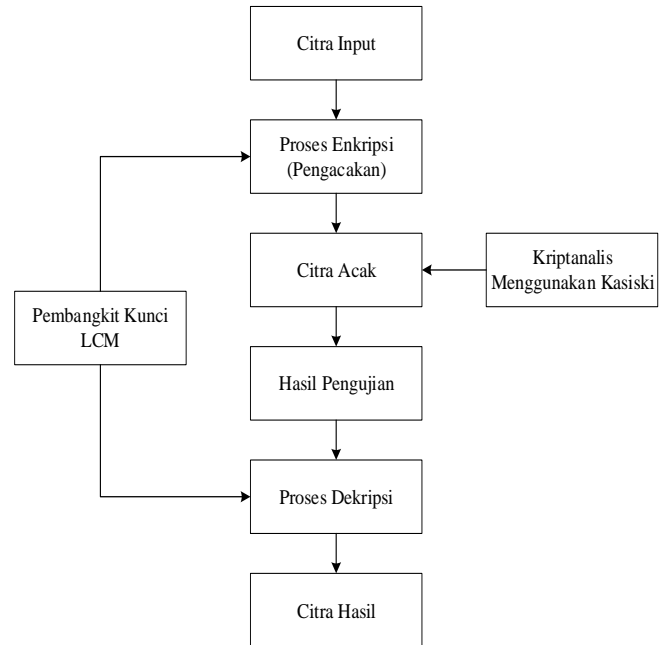 Citra Input
Proses Enkripsi
(Pengacakan)
Citra Acak
Kriptanalis
Menggunakan Kasiski
Pembangkit Kunci
LCM
Hasil Pengujian
Proses Dekripsi
Citra Hasil